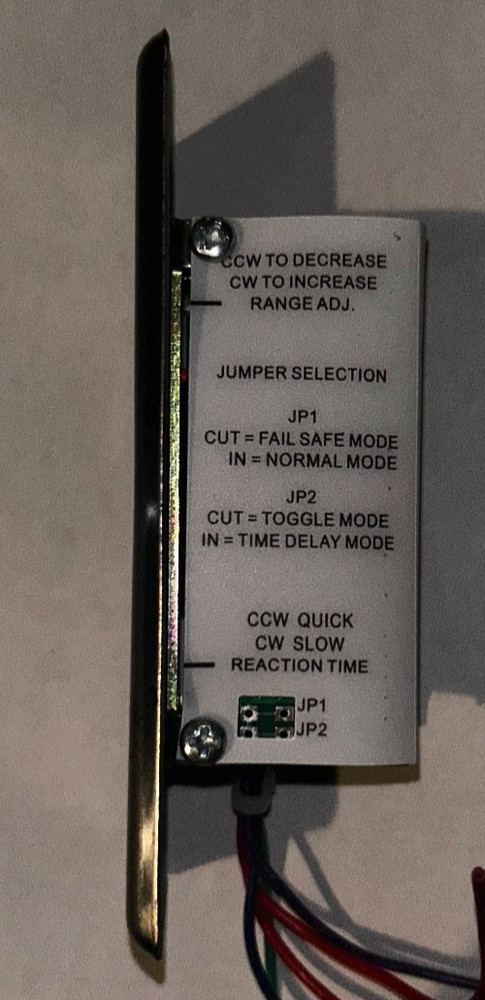 CCW TO DECREASE
CW TO INCREASE
RANGE ADJ.
JUMPER SELECTION
JP1
CUT = FAIL SAFE MODE
IN = NORMAL MODE
JP2
CUT = TOGGLE MODE
IN = TIME DELAY MODE
CCW QUICK
CW SLOW
REACTION TIME
JP1
JP2